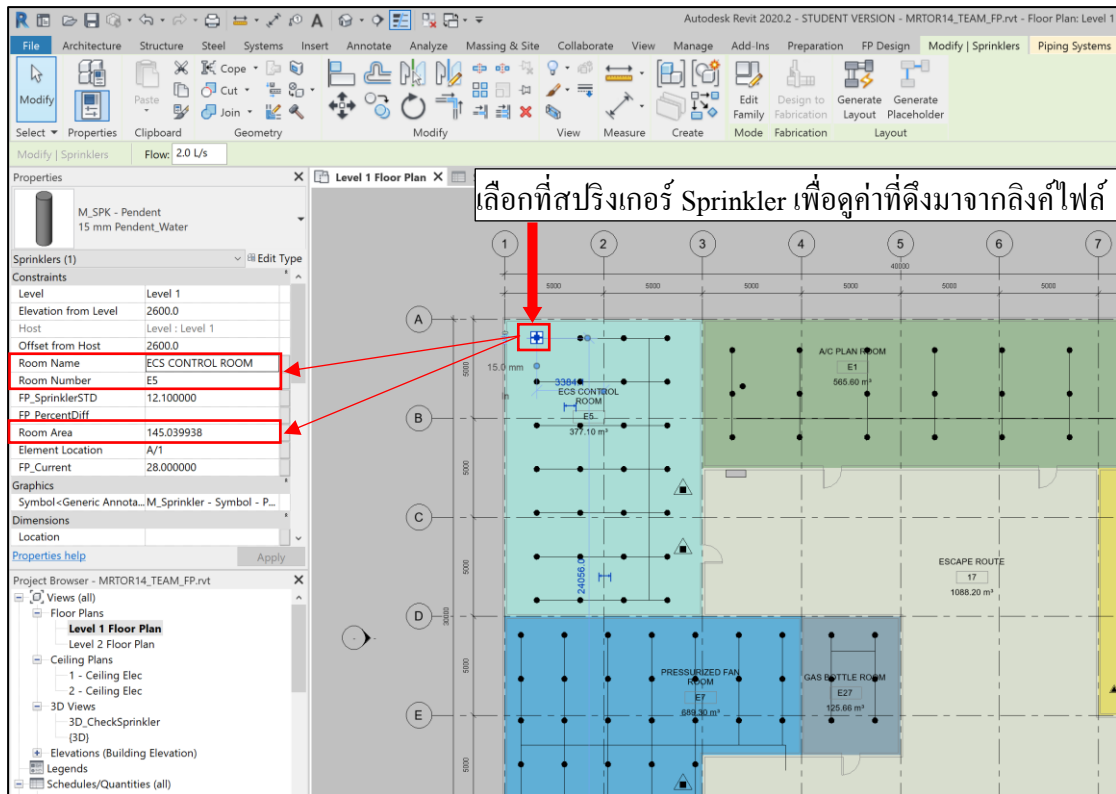 Autodesk Revit 2020.2 - STUDENT VERSION - MRTOR14_TEAM_FP.rvt - Floor Plan: Level 1
File Architecture Structure Steel Systems Insert Annotate Analyze Massing & Site Collaborate View Manage Add-Ins Preparation FP Design Modify | Sprinklers Piping Systems
Modify Paste Cope Cut Join Edit Family Design to Fabrication Generate Layout Generate Placeholder
Select Properties Clipboard Geometry Modify View Measure Create Mode Fabrication Layout
Modify | Sprinklers Flow: 2.0 L/s
Properties
M_SPK - Pendent
15 mm Pendent_Water
Sprinklers (1) Edit Type
Constraints
Level Level 1
Elevation from Level 2600.0
Host Level : Level 1
Offset from Host 2600.0
Room Name ECS CONTROL ROOM
Room Number E5
FP_SprinklerSTD 12.100000
FP_PercentDiff
Room Area 145.039938
Element Location A/1
FP_Current 28.000000
Graphics
Symbol<Generic Annota... M_Sprinkler - Symbol - P...
Dimensions
Location
Properties help Apply
Project Browser - MRTOR14_TEAM_FP.rvt
Views (all)
Floor Plans
Level 1 Floor Plan
Level 2 Floor Plan
Ceiling Plans
1 - Ceiling Elec
2 - Ceiling Elec
3D Views
3D_CheckSprinkler
{3D}
Elevations (Building Elevation)
Legends
Schedules/Quantities (all)
Level 1 Floor Plan
เลือกที่สปริงเกอร์ Sprinkler เพื่อดูค่าที่ดึงมาจากลิงค์ไฟล์
1 2 3 4 5 6 7
40000
5000 5000 5000 5000 5000 5000
A
B
C
D
E
5000
5000
5000
5000
5000
30000
15.0 mm
In
3384
24056.0
ECS CONTROL
ROOM
E5
377.10 m³
A/C PLAN ROOM
E1
565.60 m³
ESCAPE ROUTE
17
1088.20 m³
PRESSURIZED FAN
ROOM
E7
689.30 m³
GAS BOTTLE ROOM
E27
125.66 m³